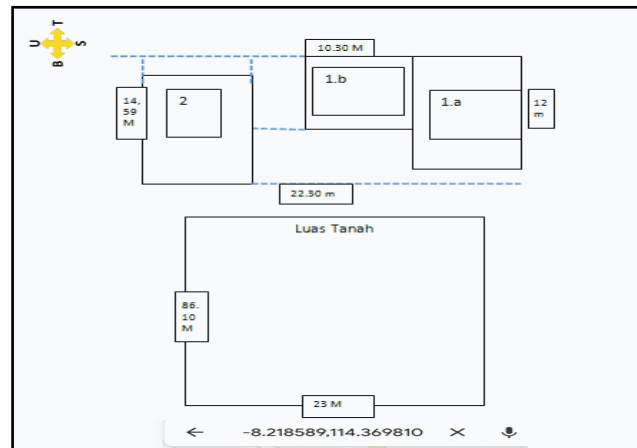 T
U S
B
10.30 M
1.b
1.a
2
14,
59
M
12
m
22.30 m
Luas Tanah
86.
10
M
23 M
-8.218589,114.369810